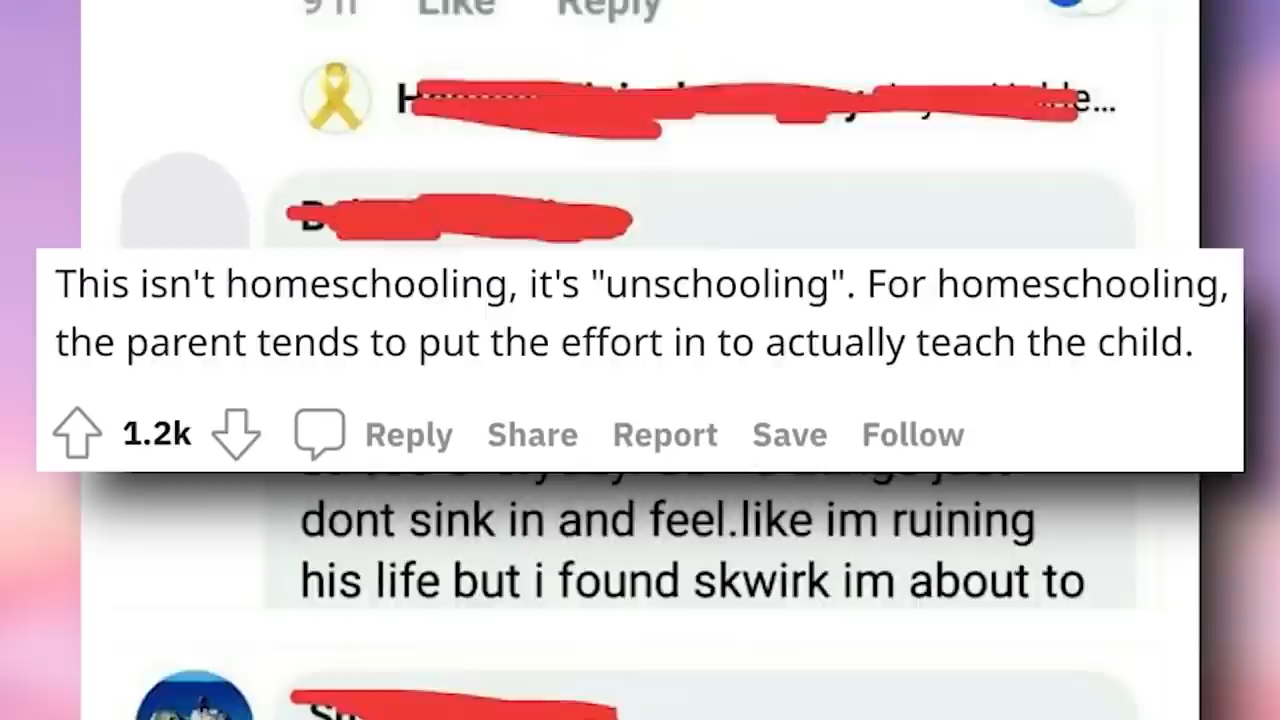 Like Reply
This isn't homeschooling, it's "unschooling". For homeschooling,
the parent tends to put the effort in to actually teach the child.
1.2k Reply Share Report Save Follow
dont sink in and feel.like im ruining
his life but i found skwirk im about to